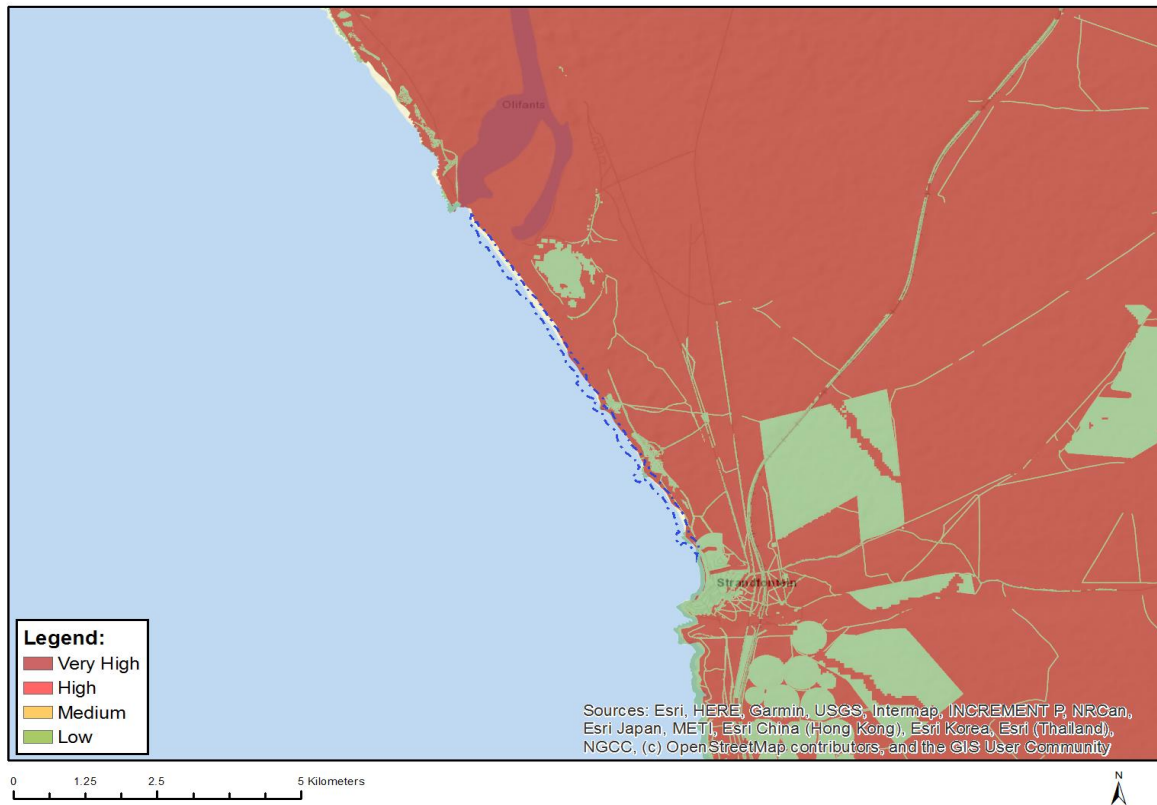 Olifants
Strandfontein
Legend:
Very High
High
Medium
Low
Sources: Esri, HERE, Garmin, USGS, Intermap, INCREMENT P, NRCan,
Esri Japan, METI, Esri China (Hong Kong), Esri Korea, Esri (Thailand),
NGCC, (c) OpenStreetMap contributors, and the GIS User Community
0 1.25 2.5 5 Kilometers
N